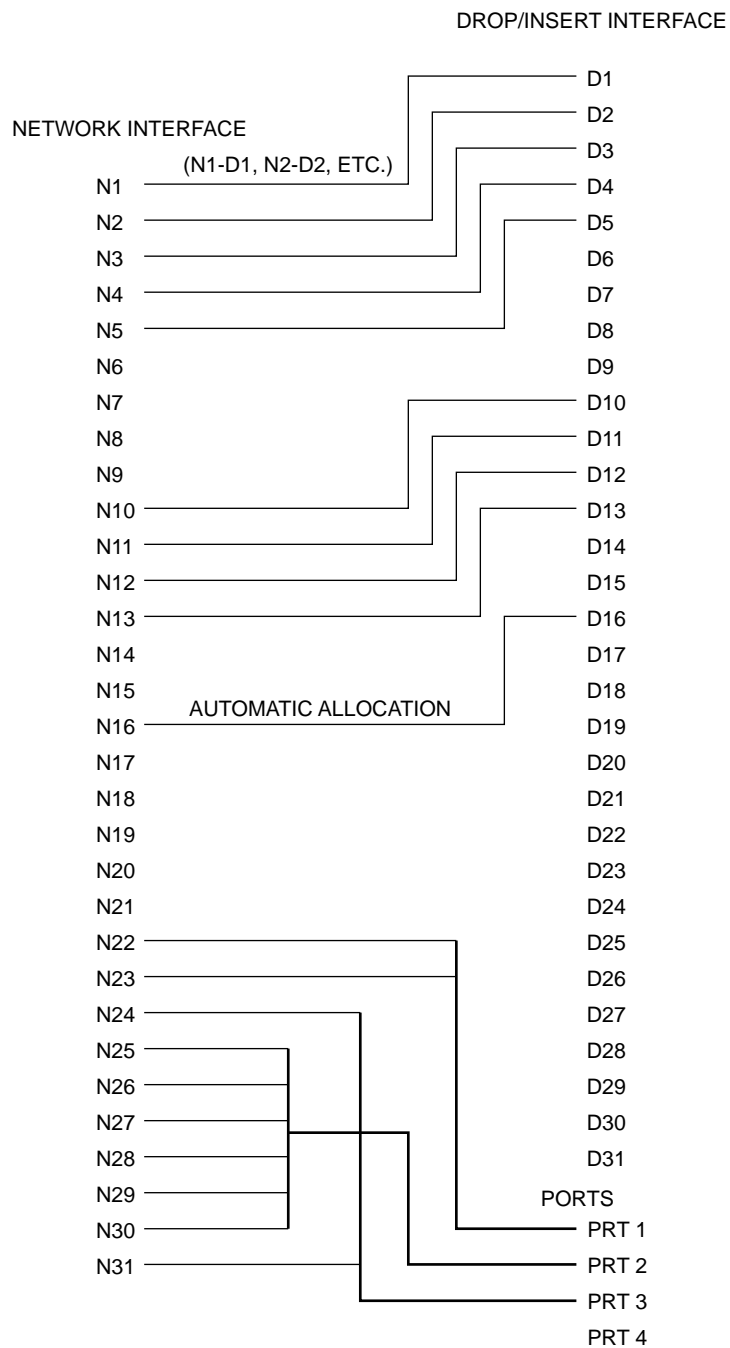 DROP/INSERT INTERFACE
D1
D2
NETWORK INTERFACE
D3
(N1-D1, N2-D2, ETC.)
N1 D4
N2 D5
N3 D6
N4 D7
N5 D8
N6 D9
N7 D10
N8 D11
N9 D12
N10 D13
N11 D14
N12 D15
N13 D16
N14 D17
N15 D18
AUTOMATIC ALLOCATION
N16 D19
N17 D20
N18 D21
N19 D22
N20 D23
N21 D24
N22 D25
N23 D26
N24 D27
N25 D28
N26 D29
N27 D30
N28 D31
N29 PORTS
N30 PRT 1
N31 PRT 2
PRT 3
PRT 4